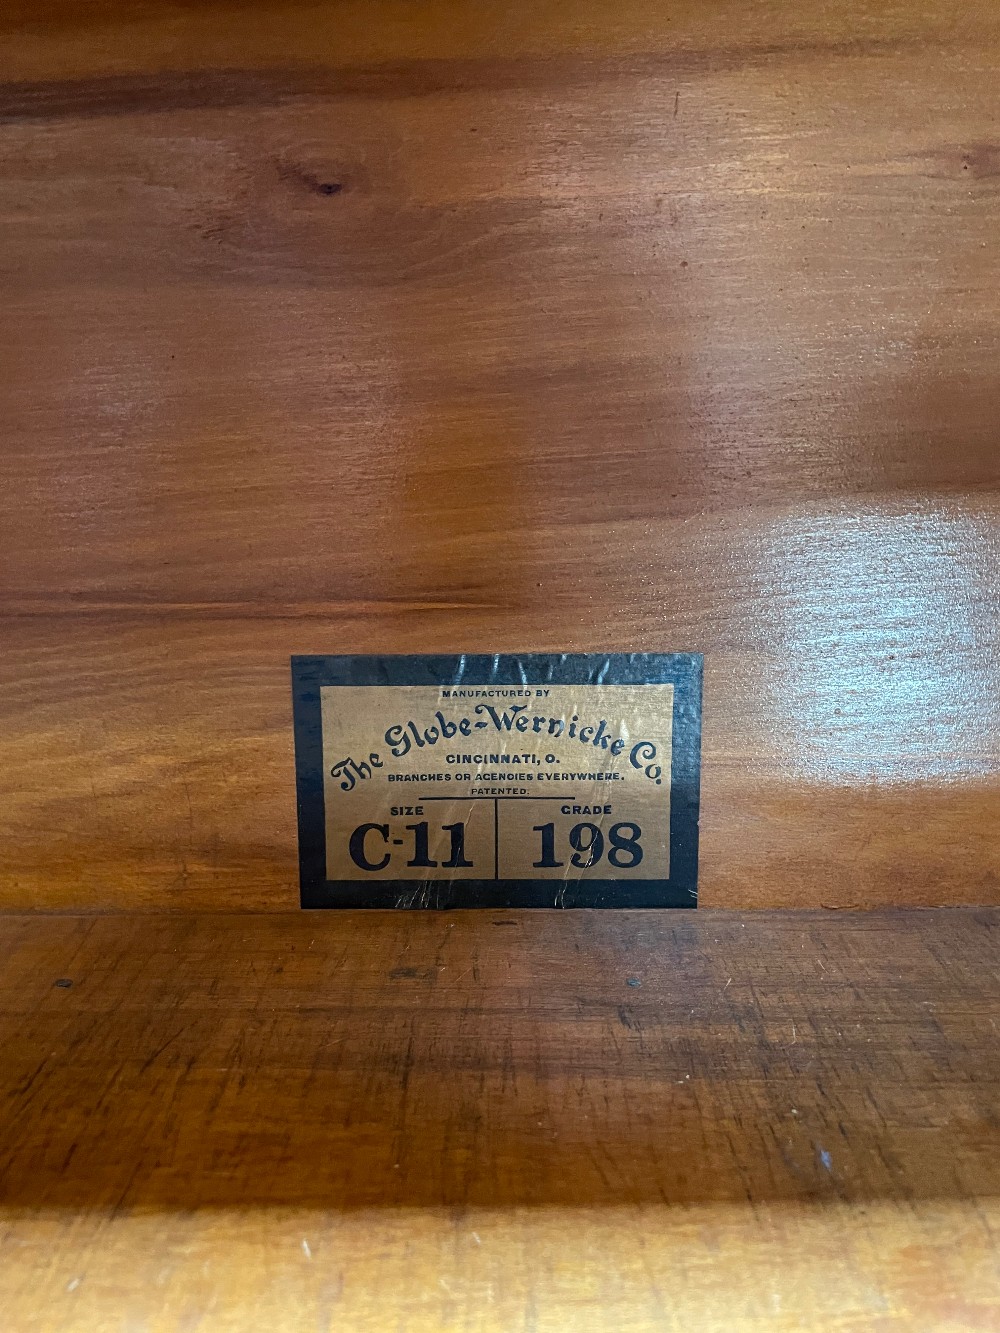 MANUFACTURED BY
The Globe-Wernicke Co.
CINCINNATI, O.
BRANCHES OR AGENCIES EVERYWHERE.
PATENTED.
SIZE GRADE
C-11 198